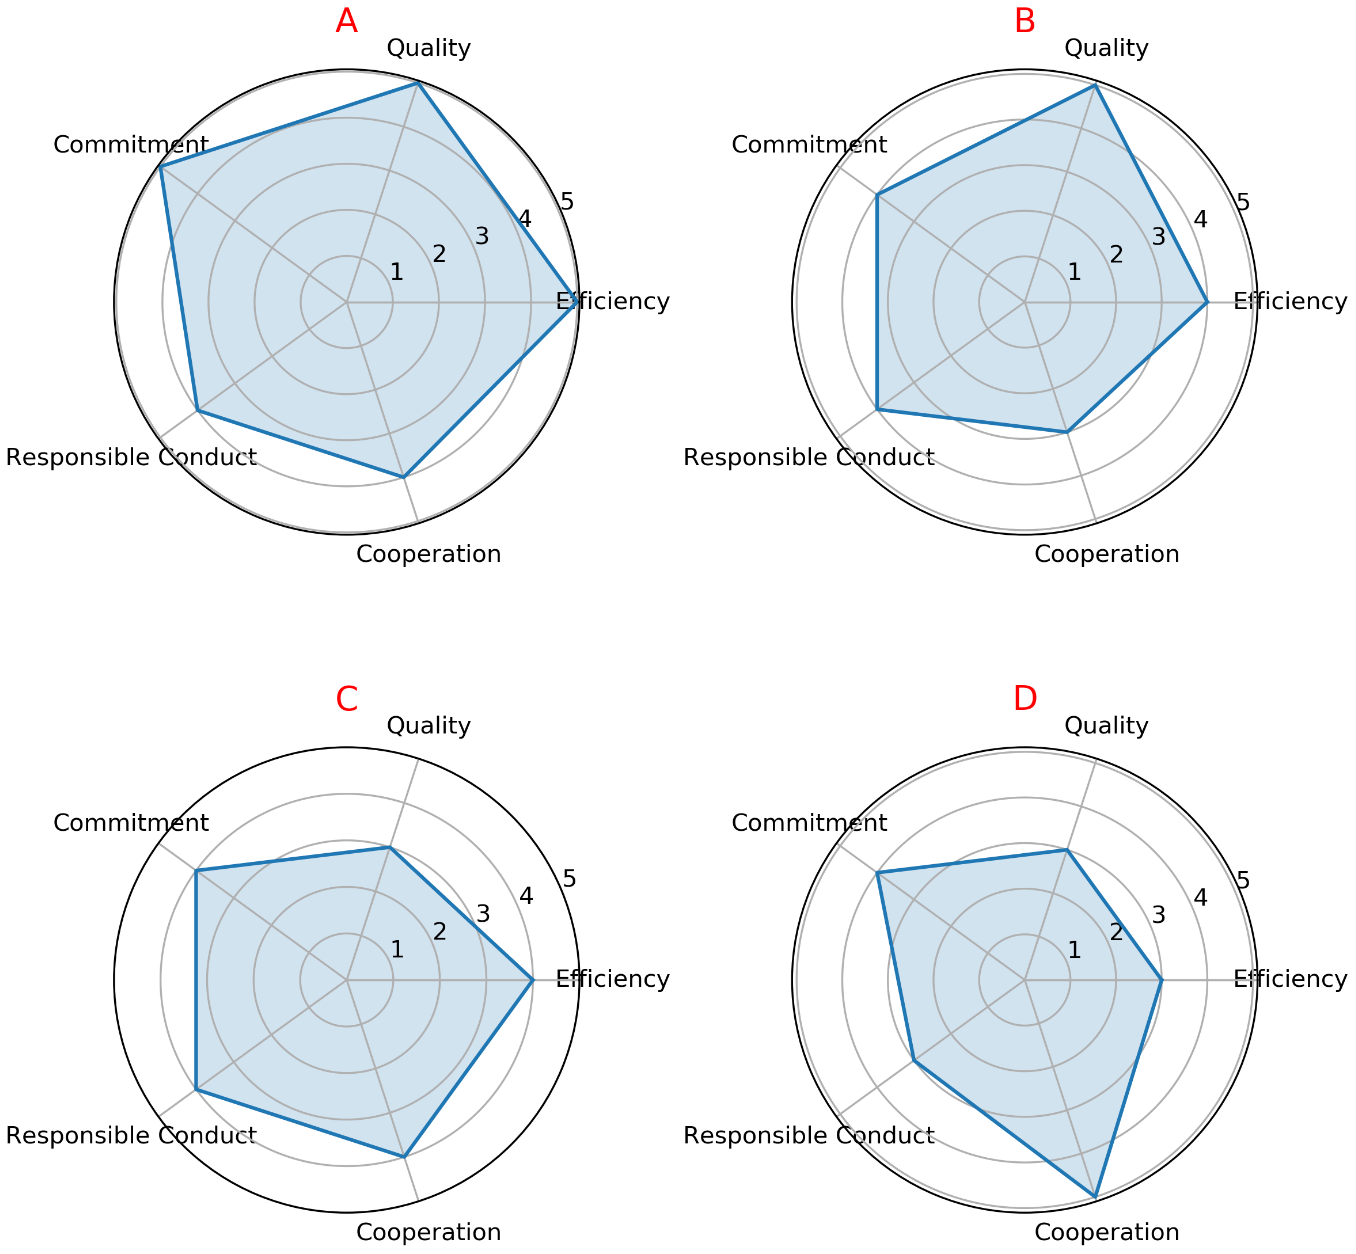 A
Quality
Commitment
5
4
3
2
1
Efficiency
Responsible Conduct
Cooperation
B
Quality
Commitment
5
4
3
2
1
Efficiency
Responsible Conduct
Cooperation
C
Quality
Commitment
5
4
3
2
1
Efficiency
Responsible Conduct
Cooperation
D
Quality
Commitment
5
4
3
2
1
Efficiency
Responsible Conduct
Cooperation